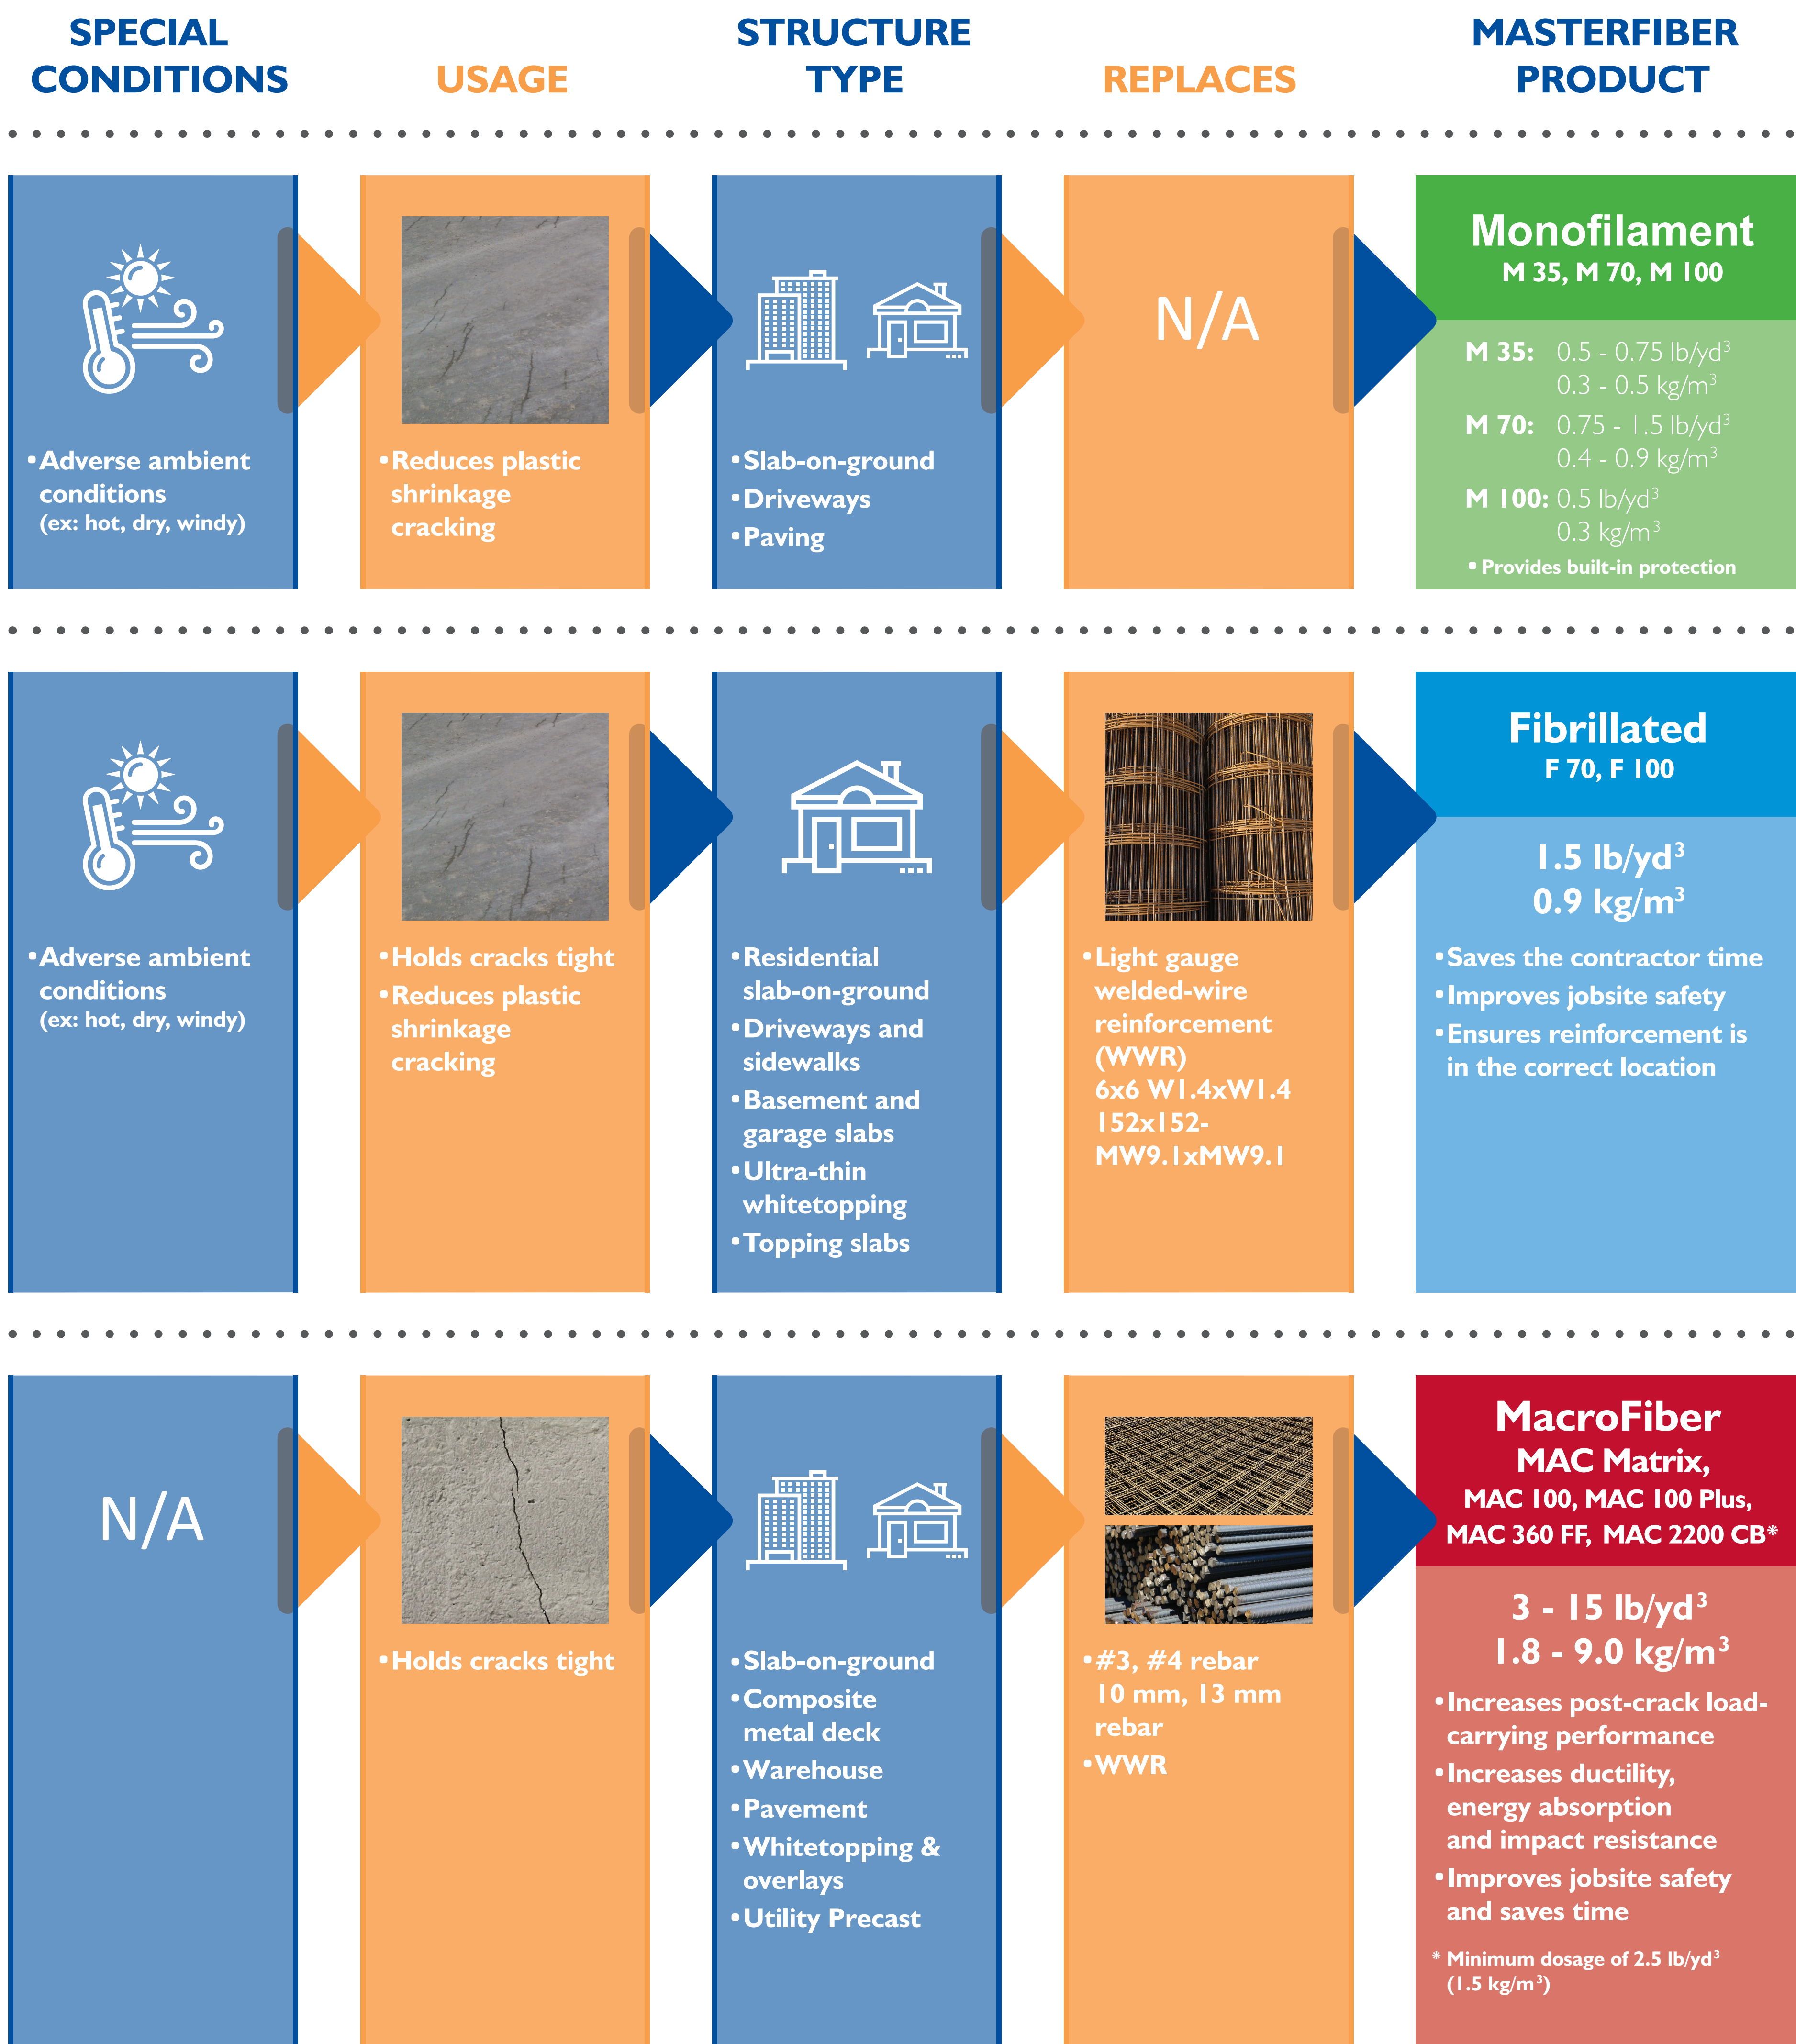 SPECIAL
CONDITIONS
USAGE
STRUCTURE
TYPE
REPLACES
MASTERFIBER
PRODUCT
• Adverse ambient
conditions
(ex: hot, dry, windy)
• Reduces plastic
shrinkage
cracking
• Slab-on-ground
• Driveways
• Paving
N/A
Monofilament
M 35, M 70, M 100
M 35: 0.5 - 0.75 lb/yd³
0.3 - 0.5 kg/m³
M 70: 0.75 - 1.5 lb/yd³
0.4 - 0.9 kg/m³
M 100: 0.5 lb/yd³
0.3 kg/m³
• Provides built-in protection
• Adverse ambient
conditions
(ex: hot, dry, windy)
• Holds cracks tight
• Reduces plastic
shrinkage
cracking
• Residential
slab-on-ground
• Driveways and
sidewalks
• Basement and
garage slabs
• Ultra-thin
whitetopping
• Topping slabs
• Light gauge
welded-wire
reinforcement
(WWR)
6x6 W1.4xW1.4
152x152-
MW9.1xMW9.1
Fibrillated
F 70, F 100
1.5 lb/yd³
0.9 kg/m³
• Saves the contractor time
• Improves jobsite safety
• Ensures reinforcement is
in the correct location
N/A
• Holds cracks tight
• Slab-on-ground
• Composite
metal deck
• Warehouse
• Pavement
• Whitetopping &
overlays
• Utility Precast
• #3, #4 rebar
10 mm, 13 mm
rebar
• WWR
MacroFiber
MAC Matrix,
MAC 100, MAC 100 Plus,
MAC 360 FF, MAC 2200 CB*
3 - 15 lb/yd³
1.8 - 9.0 kg/m³
• Increases post-crack load-
carrying performance
• Increases ductility,
energy absorption
and impact resistance
• Improves jobsite safety
and saves time
* Minimum dosage of 2.5 lb/yd³
(1.5 kg/m³)